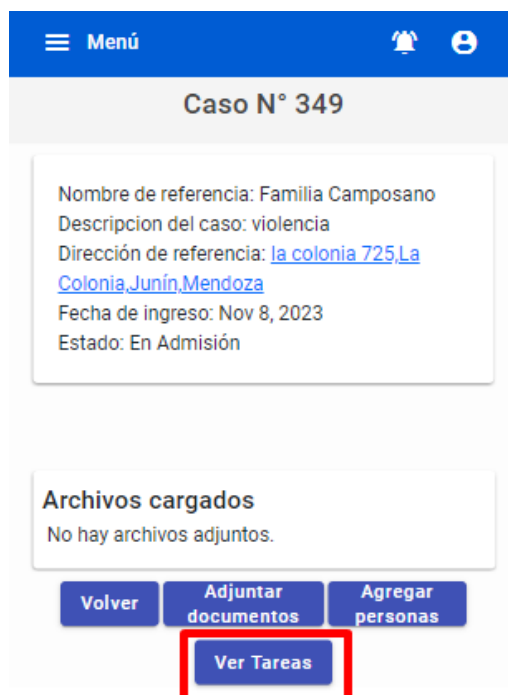 Menú
Caso N° 349
Nombre de referencia: Familia Camposano
Descripcion del caso: violencia
Dirección de referencia: la colonia 725,La
Colonia,Junín,Mendoza
Fecha de ingreso: Nov 8, 2023
Estado: En Admisión
Archivos cargados
No hay archivos adjuntos.
Volver
Adjuntar
documentos
Agregar
personas
Ver Tareas